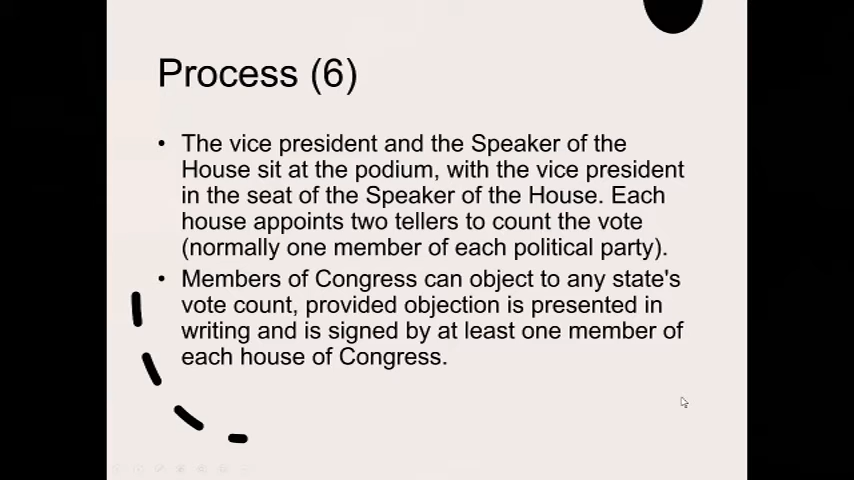 Process (6)
• The vice president and the Speaker of the
House sit at the podium, with the vice president
in the seat of the Speaker of the House. Each
house appoints two tellers to count the vote
(normally one member of each political party).
• Members of Congress can object to any state's
vote count, provided objection is presented in
writing and is signed by at least one member of
each house of Congress.